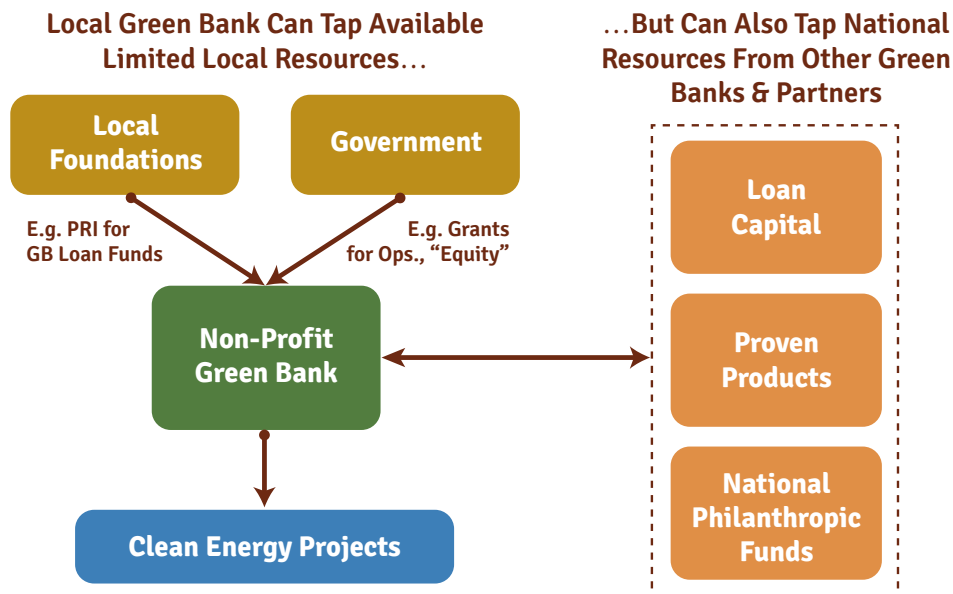 Local Green Bank Can Tap Available
Limited Local Resources…
…But Can Also Tap National
Resources From Other Green
Banks & Partners
Local
Foundations
Government
E.g. PRI for
GB Loan Funds
E.g. Grants
for Ops., “Equity”
Non-Profit
Green Bank
Clean Energy Projects
Loan
Capital
Proven
Products
National
Philanthropic
Funds